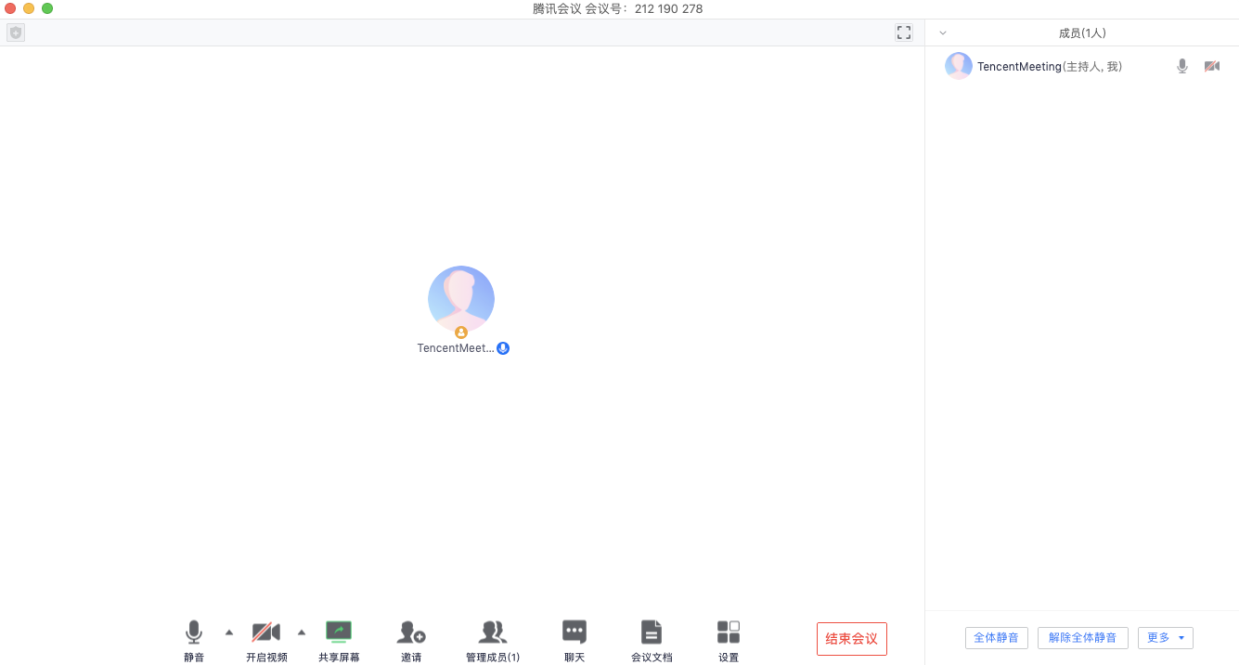 腾讯会议 会议号：212 190 278
成员(1人)
TencentMeeting(主持人, 我)
TencentMeet...
静音
开启视频
共享屏幕
邀请
管理成员(1)
聊天
会议文档
设置
结束会议
全体静音
解除全体静音
更多